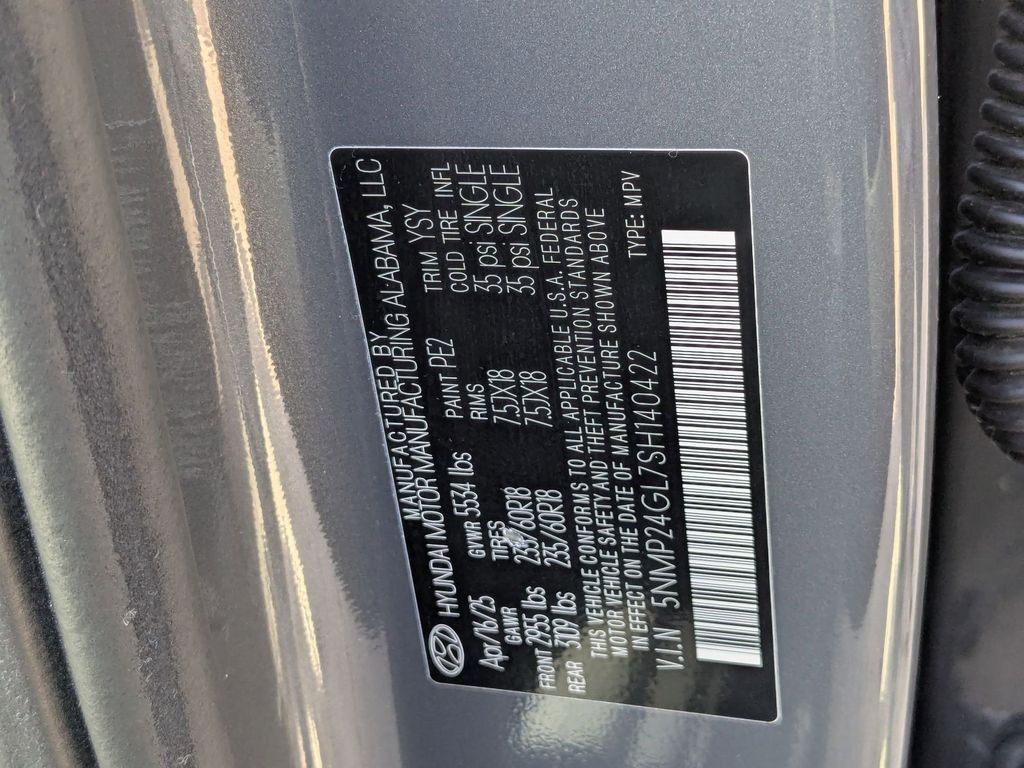 MANUFACTURED BY
HYUNDAI MOTOR MANUFACTURING ALABAMA, LLC
Apr/16/25 GVWR 5534 lbs PAINT PE2 TRIM YSY
GAWR TIRES RMS COLD TIRE INFL
FRONT 2955 lbs 235/60R18 7.5JX18 35 psi SINGLE
REAR 3109 lbs 235/60R18 7.5JX18 35 psi SINGLE
THIS VEHICLE CONFORMS TO ALL APPLICABLE U.S.A. FEDERAL
MOTOR VEHICLE SAFETY AND THEFT PREVENTION STANDARDS
IN EFFECT ON THE DATE OF MANUFACTURE SHOWN ABOVE
V.I.N 5NMP24GL7SH140422 TYPE: MPV